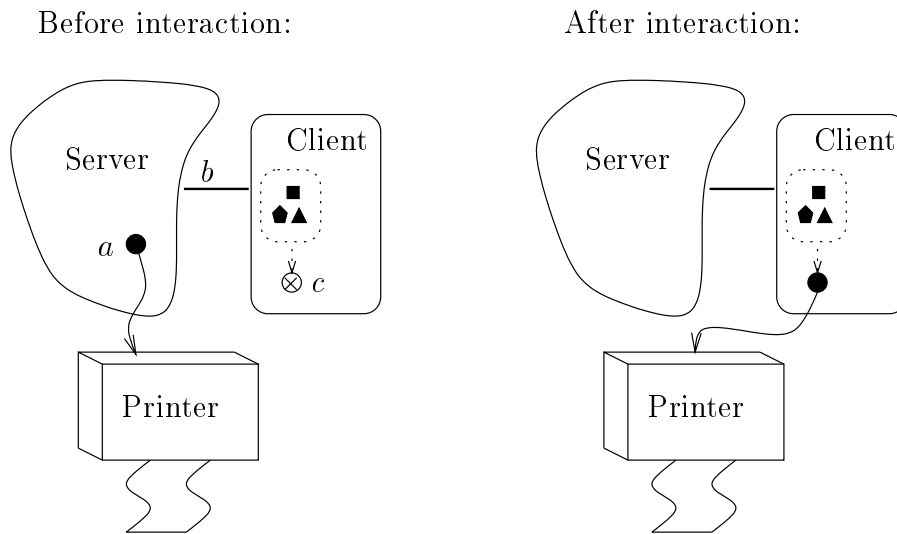 Before interaction:
After interaction:
Server
b
Client
a
c
Printer
Server
Client
Printer